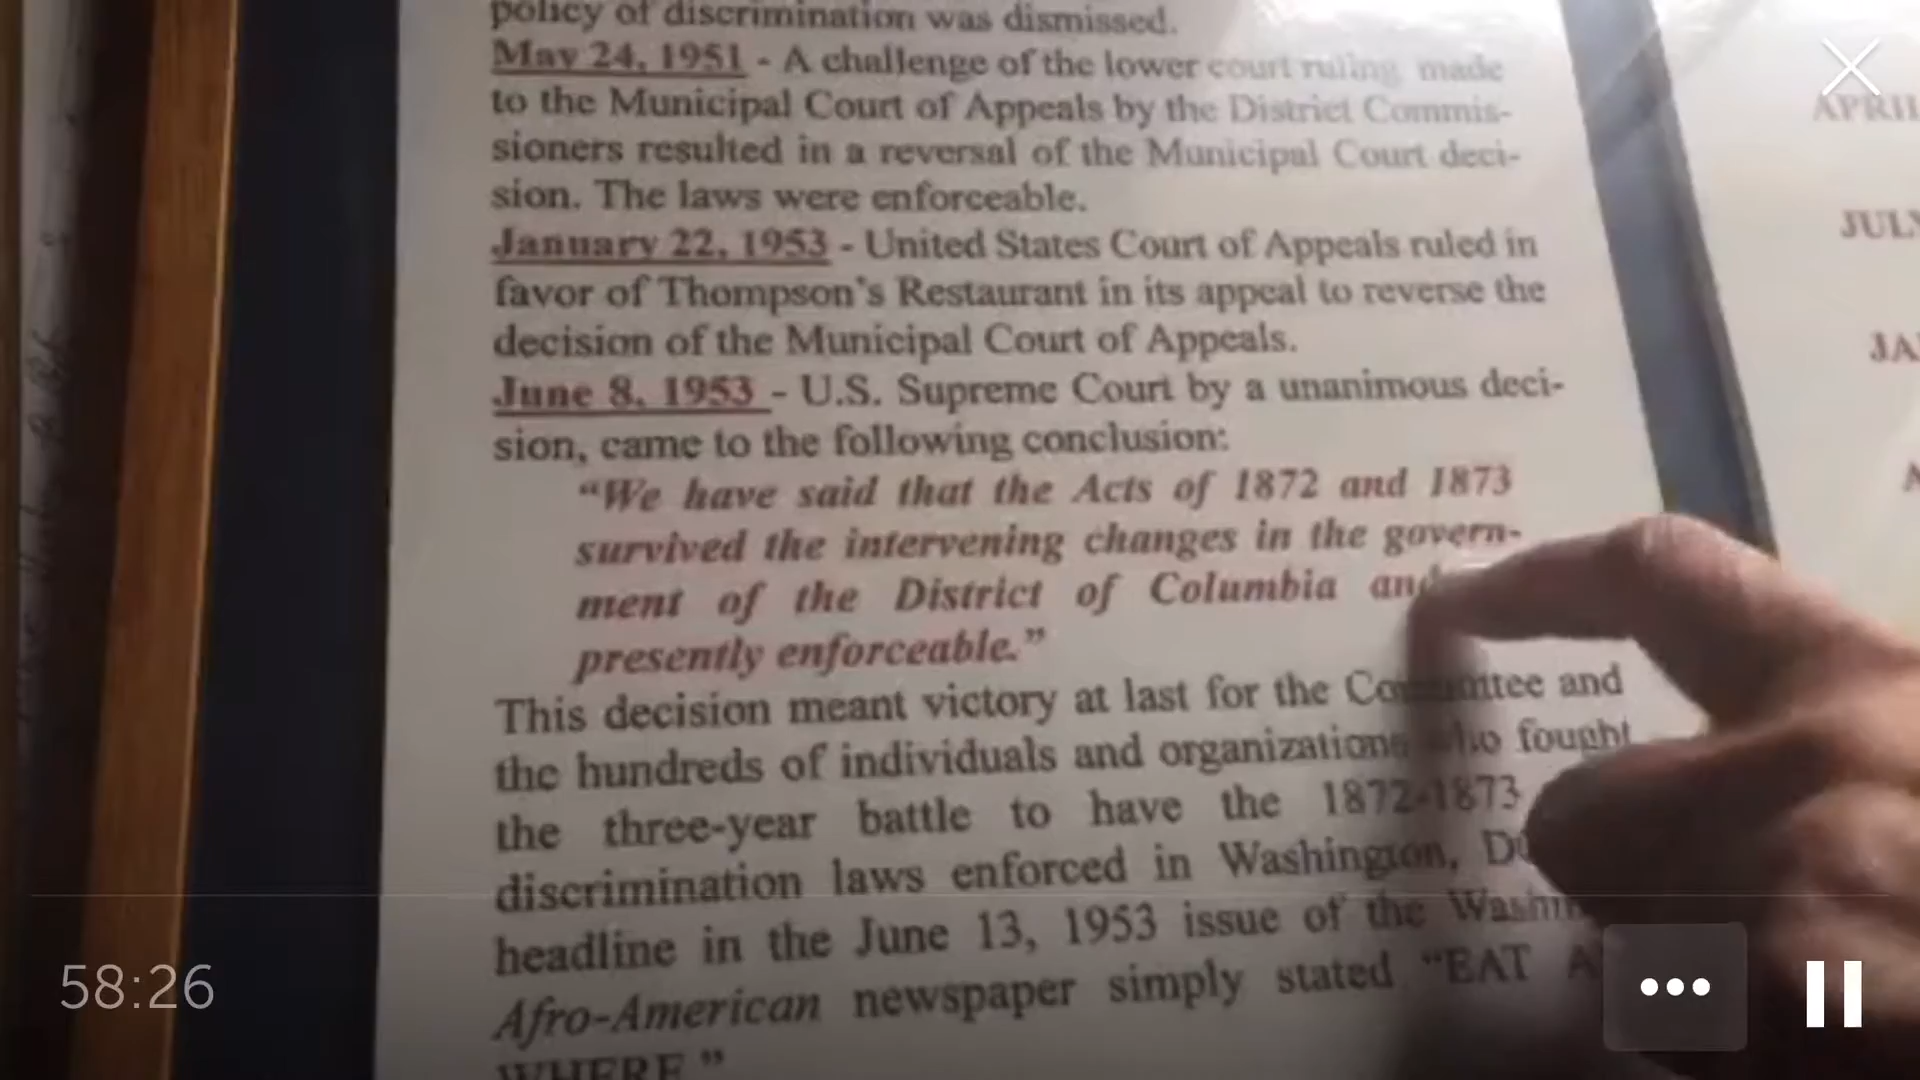 policy of discrimination was dismissed.
May 24, 1951 - A challenge of the lower court ruling made
to the Municipal Court of Appeals by the District Commis-
sioners resulted in a reversal of the Municipal Court deci-
sion. The laws were enforceable.
January 22, 1953 - United States Court of Appeals ruled in
favor of Thompson's Restaurant in its appeal to reverse the
decision of the Municipal Court of Appeals.
June 8, 1953 - U.S. Supreme Court by a unanimous deci-
sion, came to the following conclusion:
“We have said that the Acts of 1872 and 1873
survived the intervening changes in the govern-
ment of the District of Columbia and
presently enforceable.”
This decision meant victory at last for the Committee and
the hundreds of individuals and organizations who fought
the three-year battle to have the 1872-1873
discrimination laws enforced in Washington,
headline in the June 13, 1953 issue of the
Afro-American newspaper simply stated “EAT
WHERE.”
APRIL
JULY
58:26